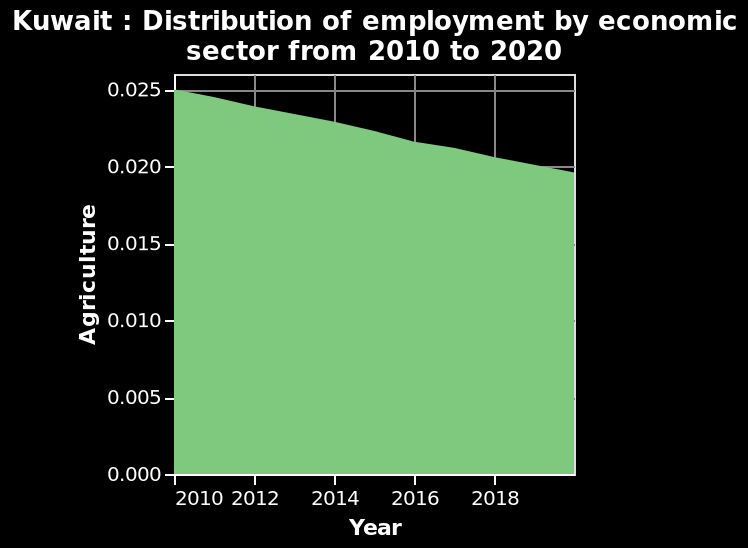 Kuwait : Distribution of employment by economic
sector from 2010 to 2020
0.025
0.020
0.015
0.010
0.005
0.000
Agriculture
2010 2012 2014 2016 2018
Year